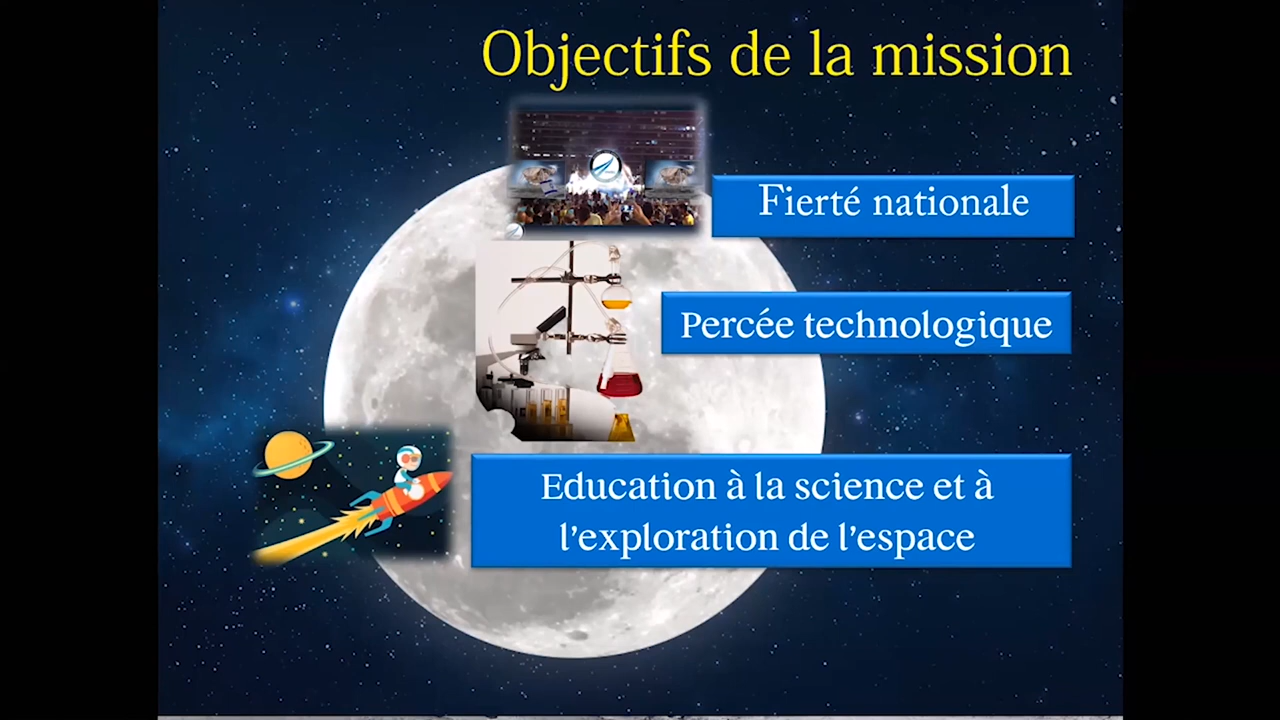 Objectifs de la mission
Fierté nationale
Percée technologique
Education à la science et à
l'exploration de l'espace